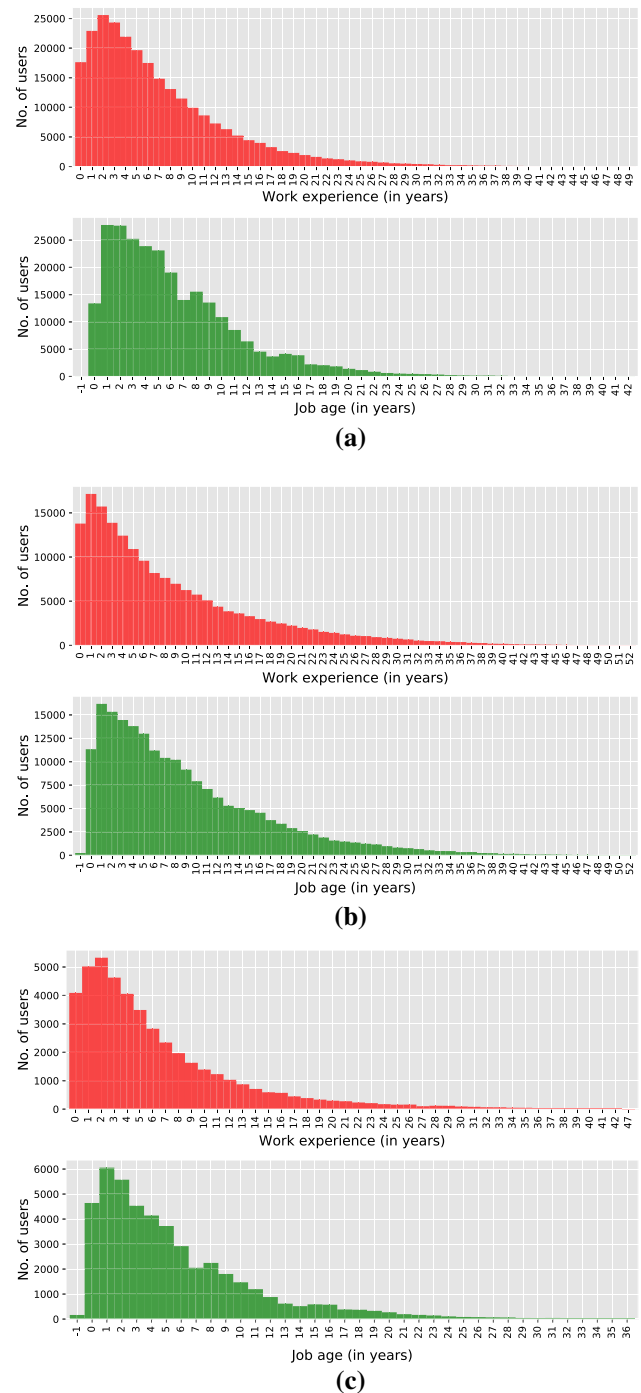 25000
20000
15000
10000
5000
0
No. of users
0 1 2 3 4 5 6 7 8 9 10 11 12 13 14 15 16 17 18 19 20 21 22 23 24 25 26 27 28 29 30 31 32 33 34 35 36 37 38 39 40 41 42 43 44 45 46 47 48 49
Work experience (in years)
25000
20000
15000
10000
5000
0
No. of users
-1 0 1 2 3 4 5 6 7 8 9 10 11 12 13 14 15 16 17 18 19 20 21 22 23 24 25 26 27 28 29 30 31 32 33 34 35 36 37 38 39 40 41 42
Job age (in years)
(a)
15000
10000
5000
0
No. of users
0 1 2 3 4 5 6 7 8 9 10 11 12 13 14 15 16 17 18 19 20 21 22 23 24 25 26 27 28 29 30 31 32 33 34 35 36 37 38 39 40 41 42 43 44 45 46 47 48 49 50 51 52
Work experience (in years)
15000
12500
10000
7500
5000
2500
0
No. of users
-1 0 1 2 3 4 5 6 7 8 9 10 11 12 13 14 15 16 17 18 19 20 21 22 23 24 25 26 27 28 29 30 31 32 33 34 35 36 37 38 39 40 41 42 43 44 45 46 47 48 49 50 52
Job age (in years)
(b)
5000
4000
3000
2000
1000
0
No. of users
0 1 2 3 4 5 6 7 8 9 10 11 12 13 14 15 16 17 18 19 20 21 22 23 24 25 26 27 28 29 30 31 32 33 34 35 36 37 38 40 41 42 47
Work experience (in years)
6000
5000
4000
3000
2000
1000
0
No. of users
-1 0 1 2 3 4 5 6 7 8 9 10 11 12 13 14 15 16 17 18 19 20 21 22 23 24 25 26 27 28 29 30 31 32 33 34 35 36
Job age (in years)
(c)